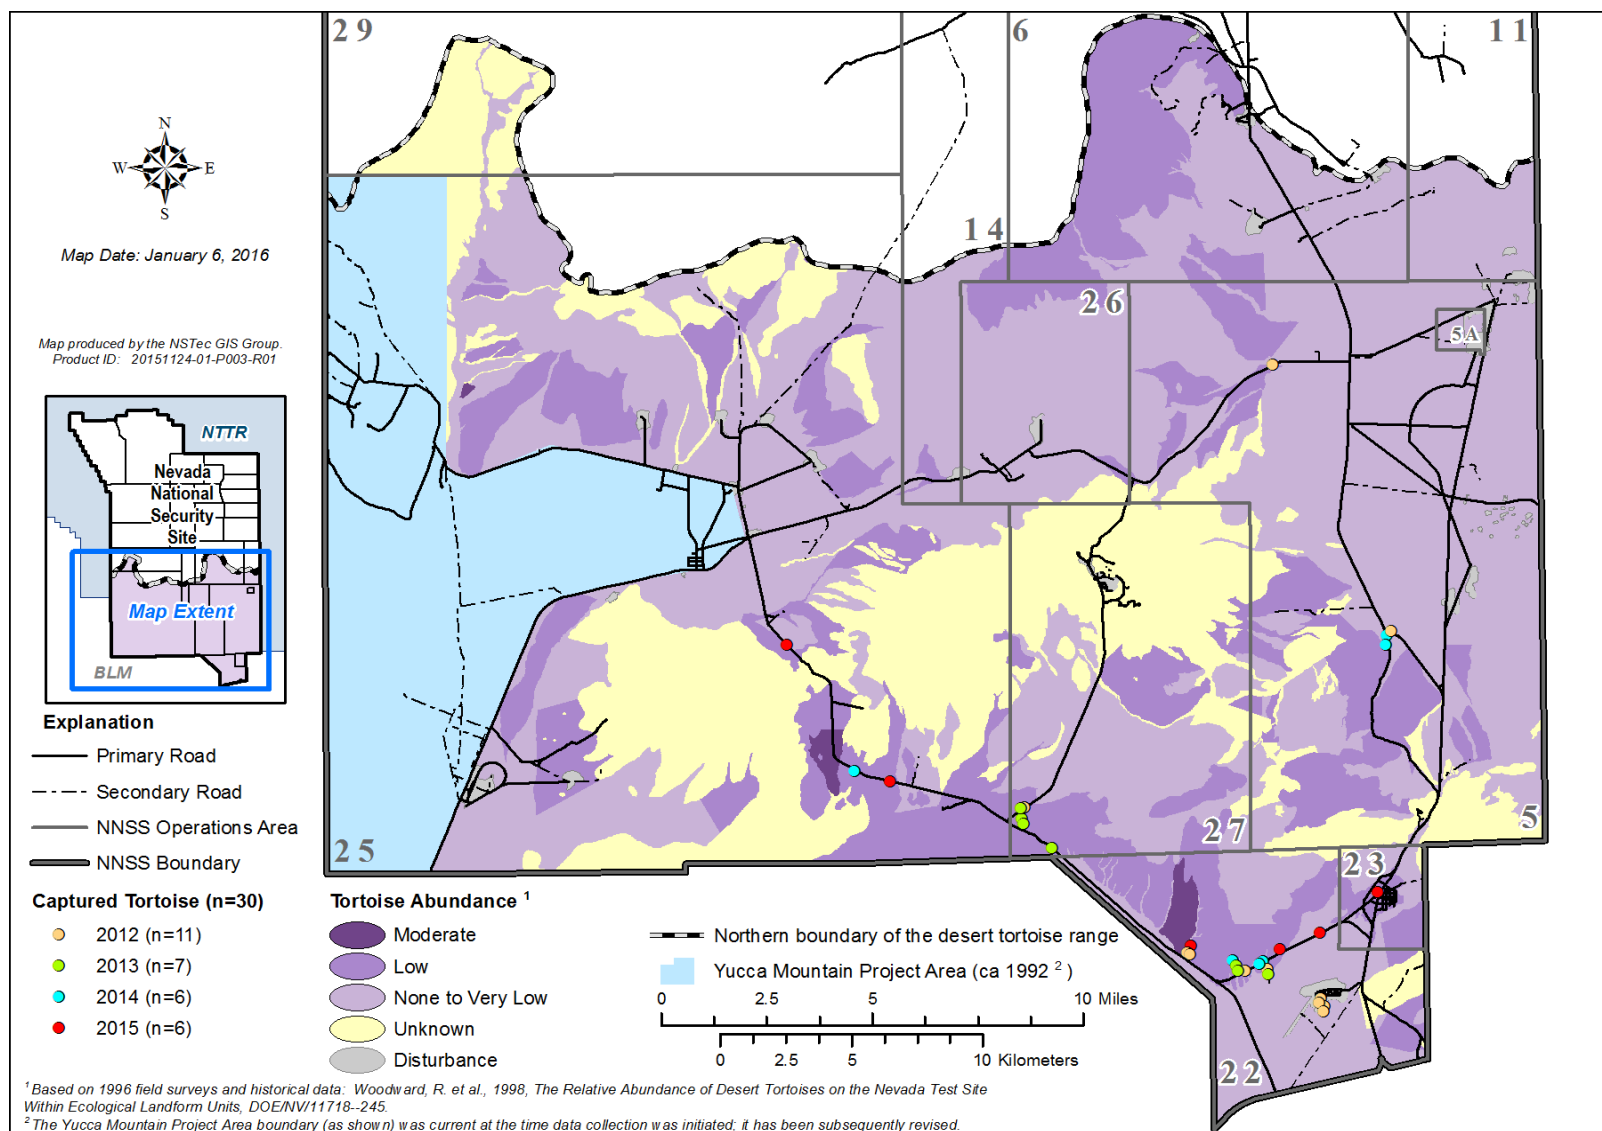 29
6
11
N
W
E
S
14
Map Date: January 6, 2016
26
5A
Map produced by the NSTec GIS Group.
Product ID: 20151124-01-P003-R01
NTTR
Nevada
National
Security
Site
Map Extent
BLM
Explanation
Primary Road
Secondary Road
NNSS Operations Area
NNSS Boundary
25
27
5
23
22
Captured Tortoise (n=30)
2012 (n=11)
2013 (n=7)
2014 (n=6)
2015 (n=6)
Tortoise Abundance 1
Moderate
Low
None to Very Low
Unknown
Disturbance
Northern boundary of the desert tortoise range
Yucca Mountain Project Area (ca 1992 2 )
0 2.5 5 10 Miles
0 2.5 5 10 Kilometers
1 Based on 1996 field surveys and historical data: Woodward, R. et al., 1998, The Relative Abundance of Desert Tortoises on the Nevada Test Site
Within Ecological Landform Units, DOE/NV/11718--245.
2 The Yucca Mountain Project Area boundary (as shown) was current at the time data collection was initiated; it has been subsequently revised.